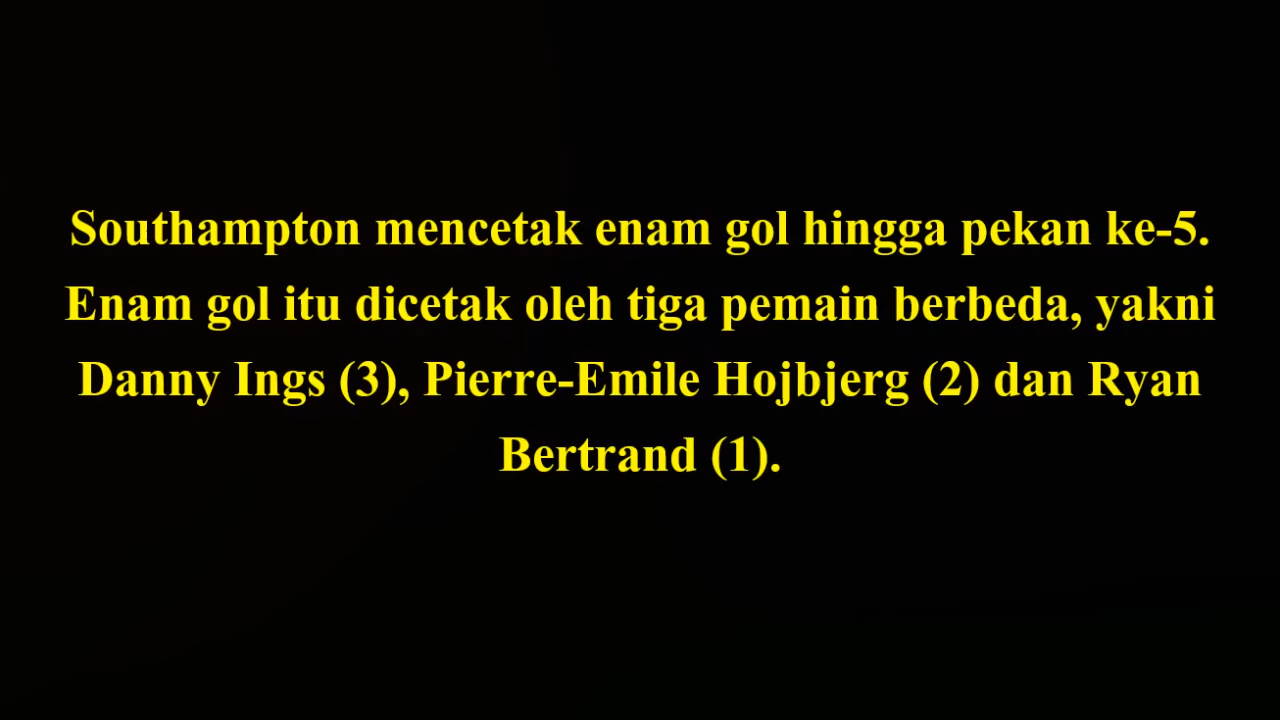 Southampton mencetak enam gol hingga pekan ke-5.
Enam gol itu dicetak oleh tiga pemain berbeda, yakni
Danny Ings (3), Pierre-Emile Hojbjerg (2) dan Ryan
Bertrand (1).